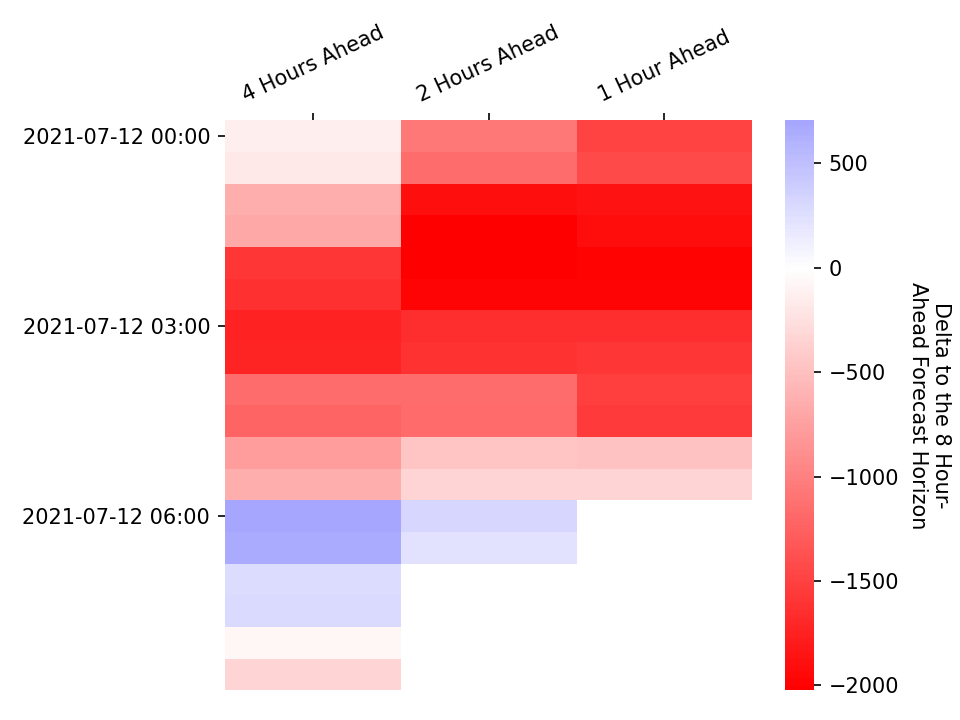 4 Hours Ahead
2 Hours Ahead
1 Hour Ahead
2021-07-12 00:00
2021-07-12 03:00
2021-07-12 06:00
500
0
−500
−1000
−1500
−2000
Delta to the 8 Hour-
Ahead Forecast Horizon